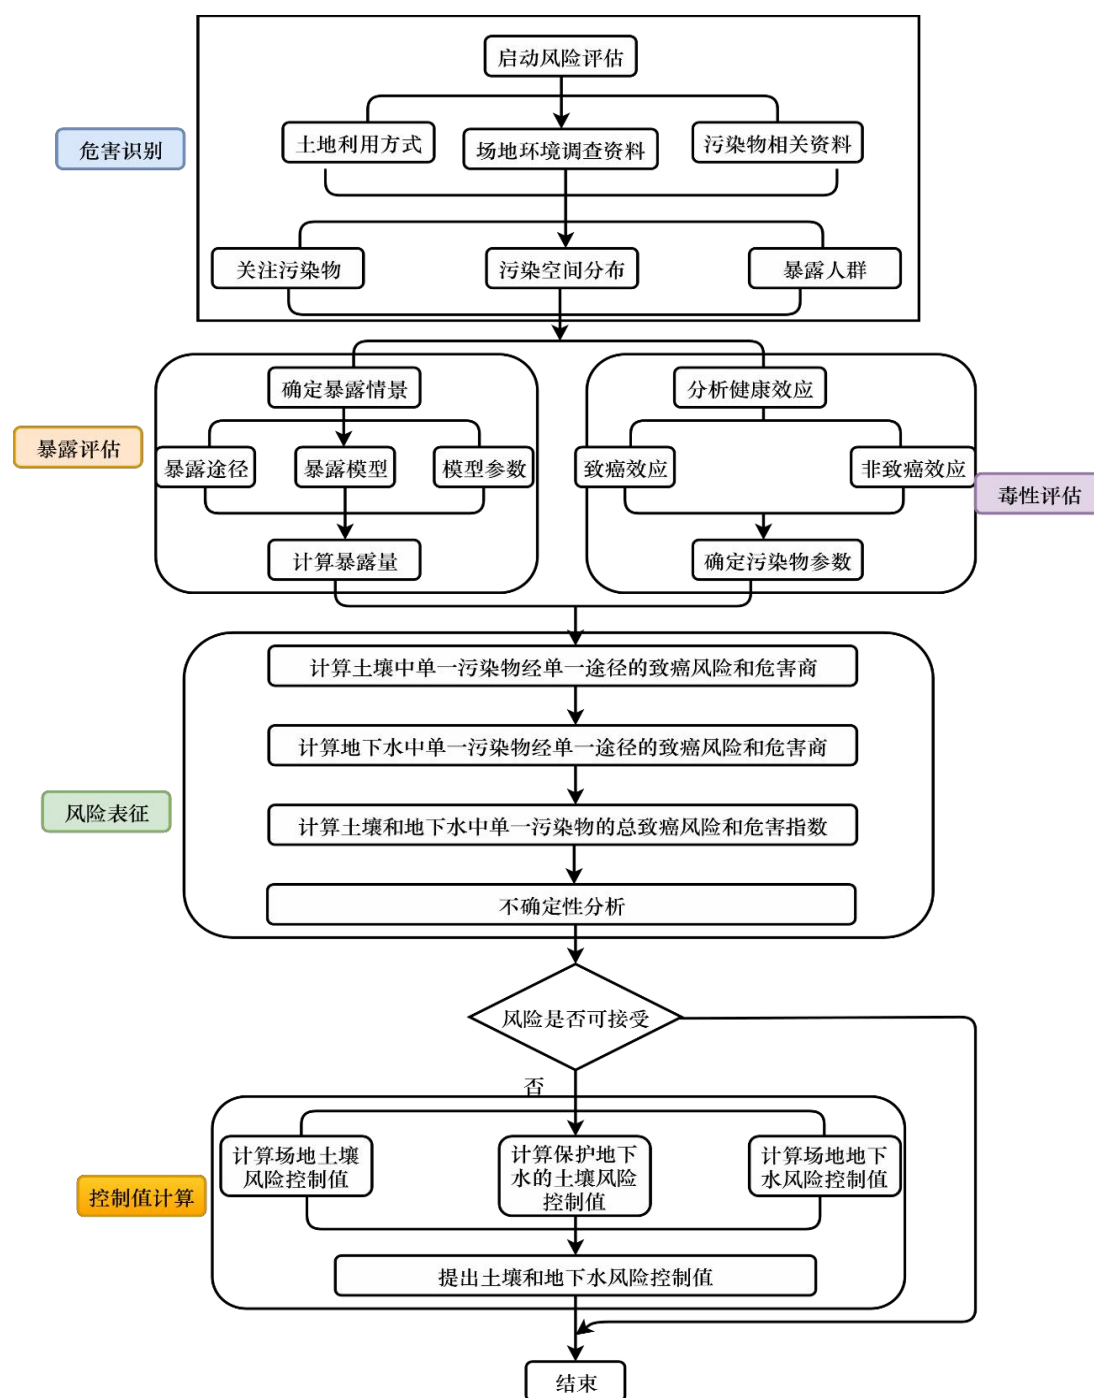 启动风险评估
危害识别
土地利用方式
场地环境调查资料
污染物相关资料
关注污染物
污染空间分布
暴露人群
确定暴露情景
分析健康效应
暴露评估
暴露途径
暴露模型
模型参数
致癌效应
非致癌效应
毒性评估
计算暴露量
确定污染物参数
计算土壤中单一污染物经单一途径的致癌风险和危害商
计算地下水中单一污染物经单一途径的致癌风险和危害商
风险表征
计算土壤和地下水中单一污染物的总致癌风险和危害指数
不确定性分析
风险是否可接受
否
控制值计算
计算场地土壤
风险控制值
计算保护地下
水的土壤风险
控制值
计算场地地下
水风险控制值
提出土壤和地下水风险控制值
结束